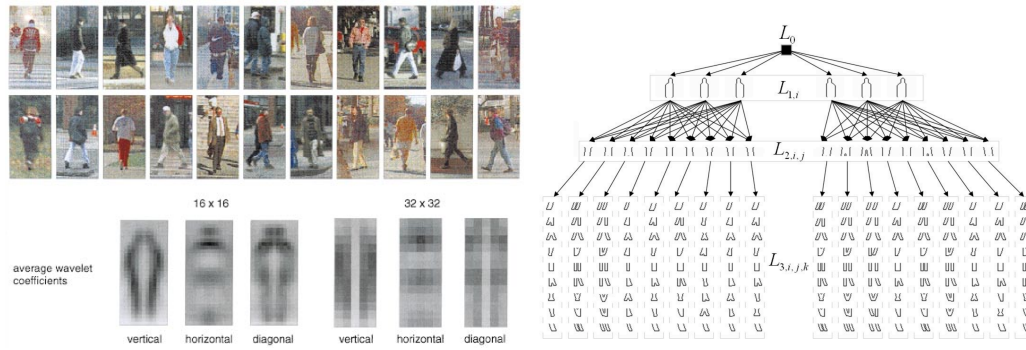 16 x 16
32 x 32
average wavelet
coefficients
vertical
horizontal
diagonal
vertical
horizontal
diagonal
L₀
L₁,ᵢ
L₂,ᵢ,ⱼ
L₃,ᵢ,ⱼ,ₖ